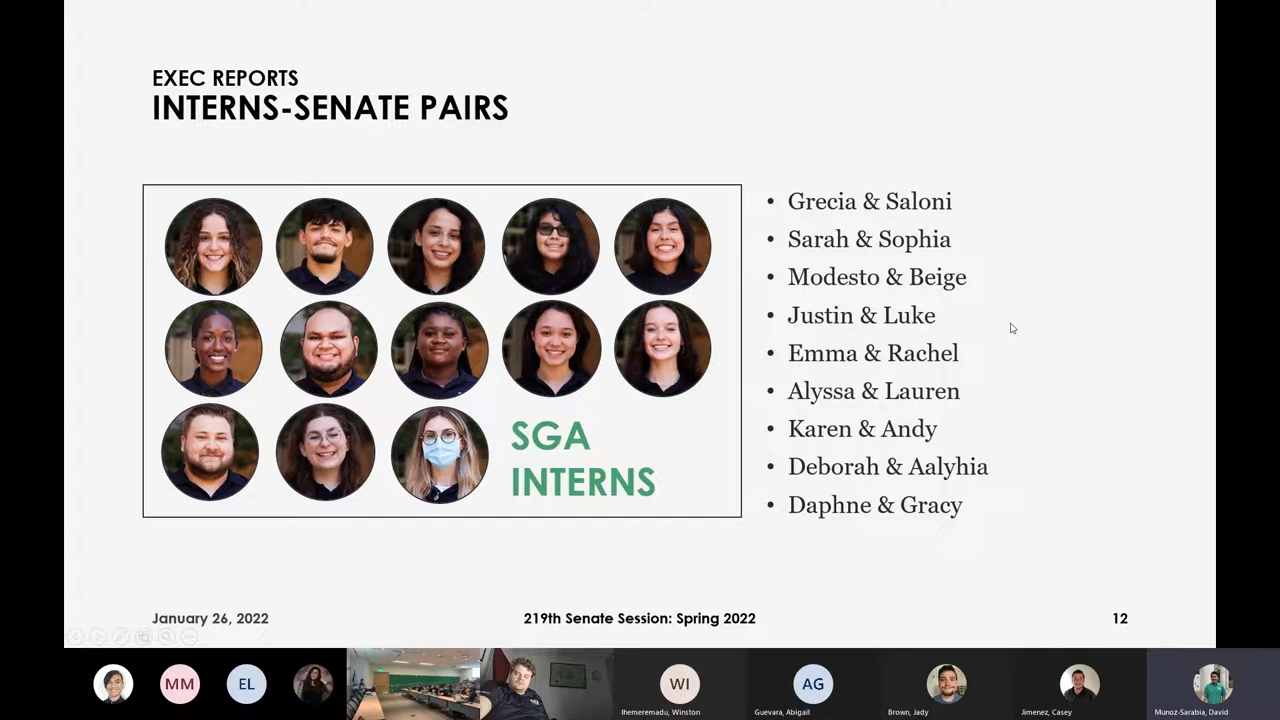 EXEC REPORTS
INTERNS-SENATE PAIRS
SGA
INTERNS
• Grecia & Saloni
• Sarah & Sophia
• Modesto & Beige
• Justin & Luke
• Emma & Rachel
• Alyssa & Lauren
• Karen & Andy
• Deborah & Aalyhia
• Daphne & Gracy
January 26, 2022
219th Senate Session: Spring 2022
12
MM
EL
WI
AG
Ihemeremadu, Winston
Guevara, Abigail
Brown, Jady
Jimenez, Casey
Munoz-Sarabia, David